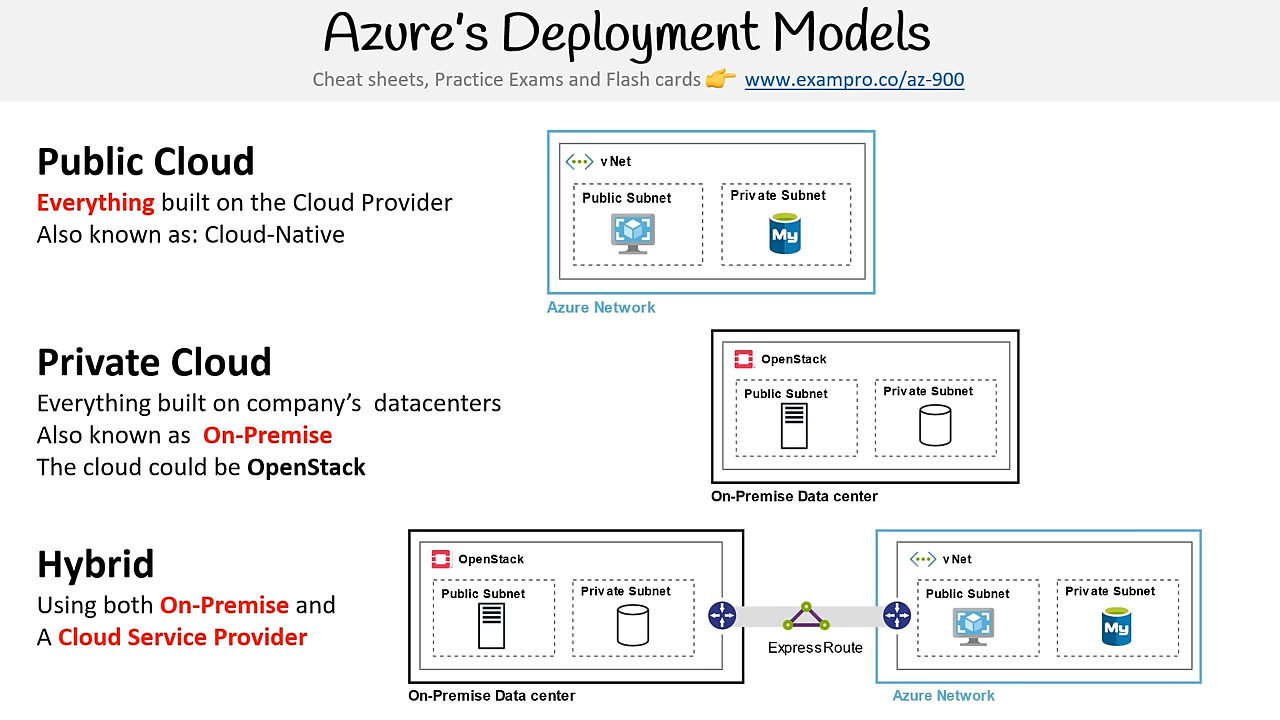 Azure's Deployment Models
Cheat sheets, Practice Exams and Flash cards 👉 www.exampro.co/az-900
Public Cloud
Everything built on the Cloud Provider
Also known as: Cloud-Native
vNet
Public Subnet
Private Subnet
My
Azure Network
Private Cloud
Everything built on company's datacenters
Also known as On-Premise
The cloud could be OpenStack
OpenStack
Public Subnet
Private Subnet
On-Premise Data center
Hybrid
Using both On-Premise and
A Cloud Service Provider
OpenStack
Public Subnet
Private Subnet
On-Premise Data center
Express Route
vNet
Public Subnet
Private Subnet
My
Azure Network